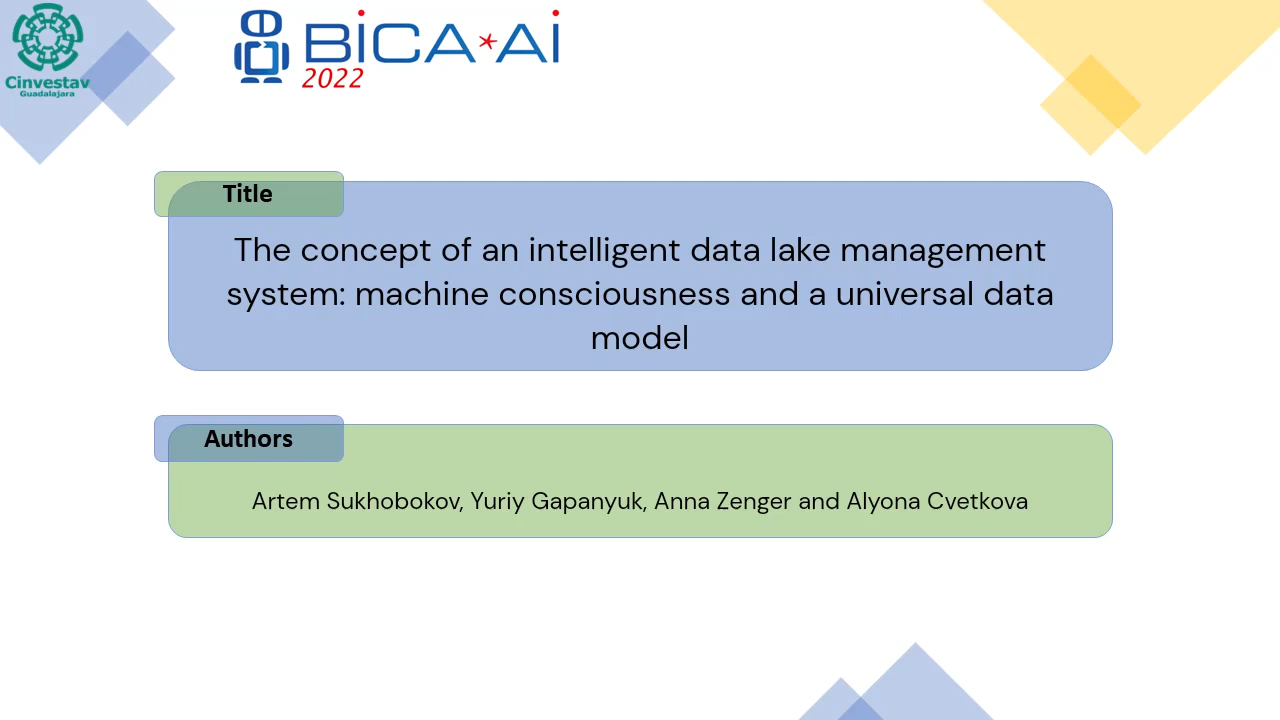 Cinvestav
Guadalajara
BiCA*Ai
2022
Title
The concept of an intelligent data lake management
system: machine consciousness and a universal data
model
Authors
Artem Sukhobokov, Yuriy Gapanyuk, Anna Zenger and Alyona Cvetkova